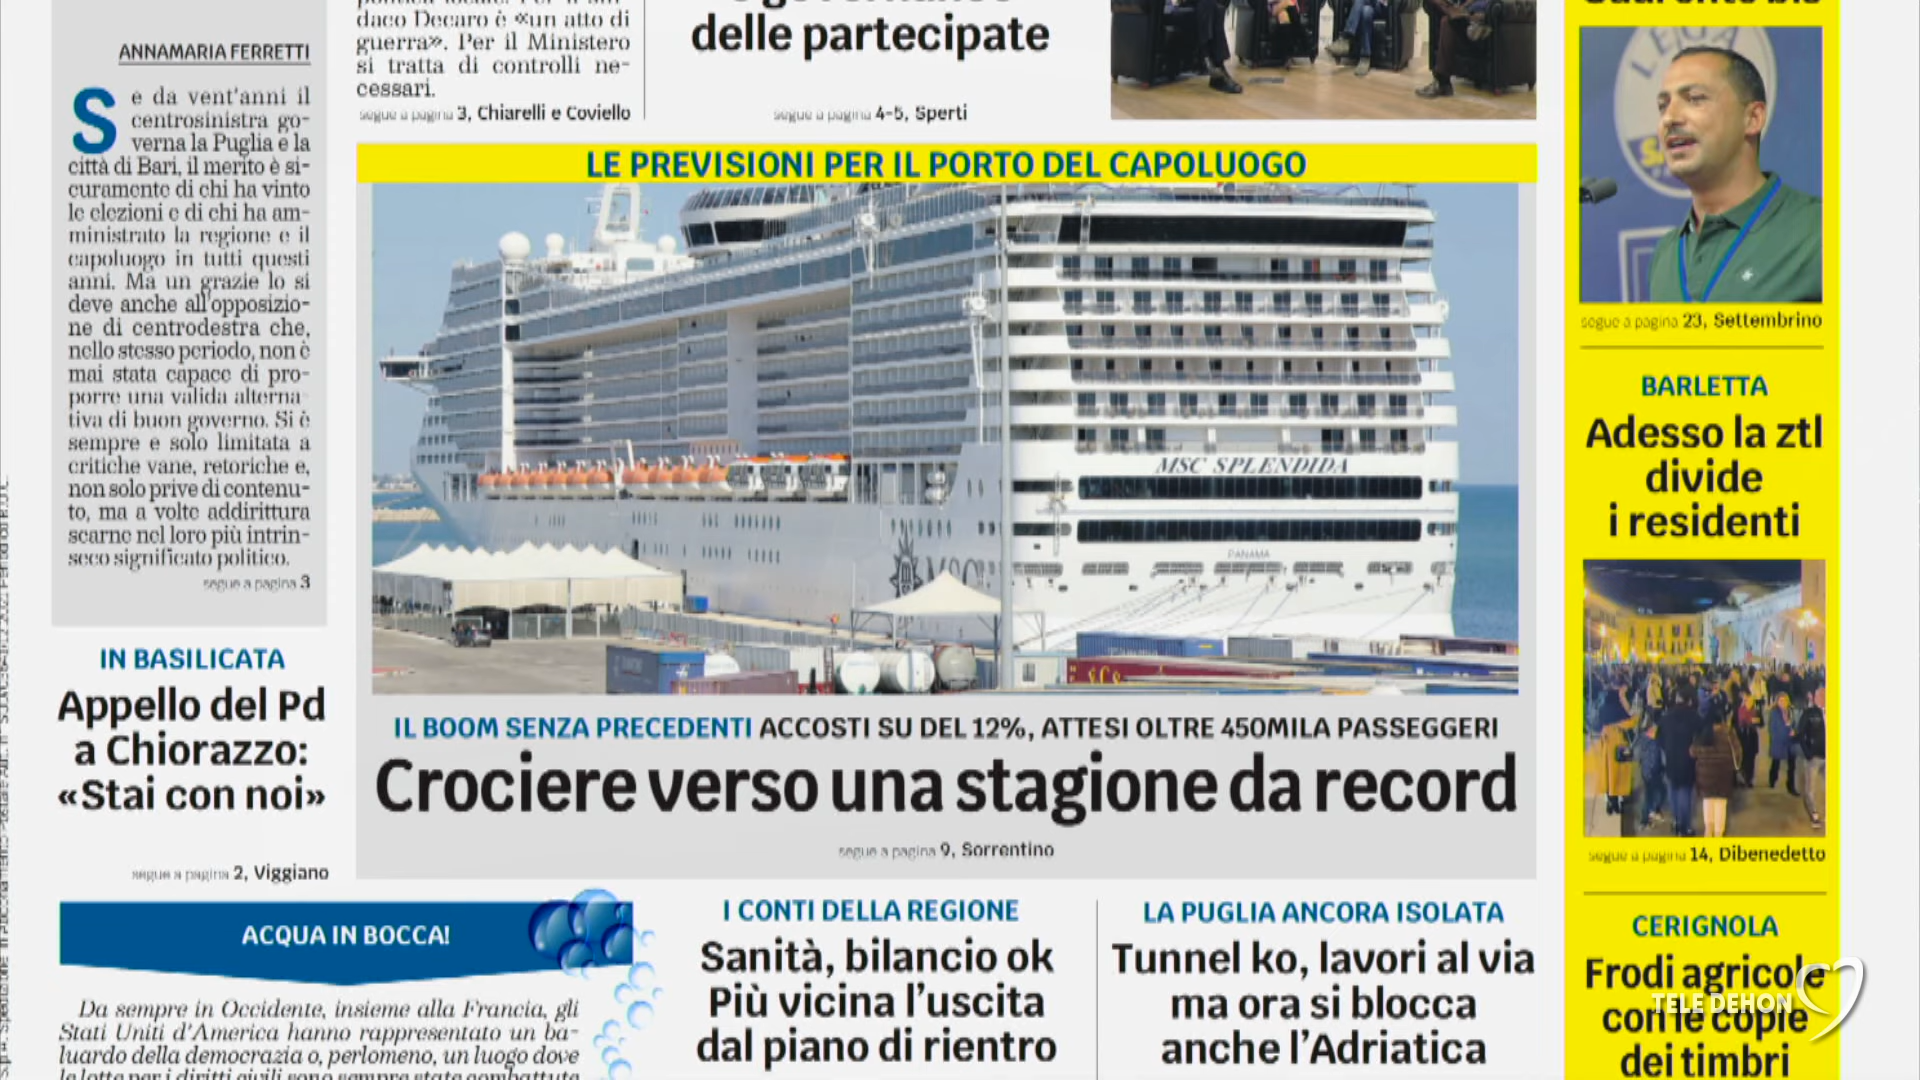 ANNAMARIA FERRETTI
Se da vent'anni il
centrosinistra go-
verna la Puglia e la
città di Bari, il merito è si-
curamente di chi ha vinto
le elezioni e di chi ha am-
ministrato la regione e il
capoluogo in tutti questi
anni. Ma un grazie lo si
deve anche all'opposizio-
ne di centrodestra che,
nello stesso periodo, non è
mai stata capace di pro-
porre una valida alterna-
tiva di buon governo. Si è
sempre e solo limitata a
critiche vane, retoriche e,
non solo prive di contenu-
to, ma a volte addirittura
scarne nel loro più intrin-
seco significato politico.
segue a pagina 3
IN BASILICATA
Appello del Pd
a Chiorazzo:
«Stai con noi»
segue a pagina 2, Viggiano
daco Decaro è «un atto di
guerra». Per il Ministero
si tratta di controlli ne-
cessari.
segue a pagina 3, Chiarelli e Coviello
delle partecipate
segue a pagina 4-5, Sperti
LE PREVISIONI PER IL PORTO DEL CAPOLUOGO
MSC SPLENDIDA
PANAMA
MSC
IL BOOM SENZA PRECEDENTI ACCOSTI SU DEL 12%, ATTESI OLTRE 450MILA PASSEGGERI
Crociere verso una stagione da record
segue a pagina 9, Sorrentino
ACQUA IN BOCCA!
Da sempre in Occidente, insieme alla Francia, gli
Stati Uniti d'America hanno rappresentato un ba-
luardo della democrazia o, perlomeno, un luogo dove
le lotte per i diritti civili sono sempre state combattute
I CONTI DELLA REGIONE
Sanità, bilancio ok
Più vicina l'uscita
dal piano di rientro
LA PUGLIA ANCORA ISOLATA
Tunnel ko, lavori al via
ma ora si blocca
anche l'Adriatica
LEGA
segue a pagina 23, Settembrino
BARLETTA
Adesso la ztl
divide
i residenti
segue a pagina 14, Dibenedetto
CERIGNOLA
Frodi agricole
con le copie
dei timbri
TELE DEHON